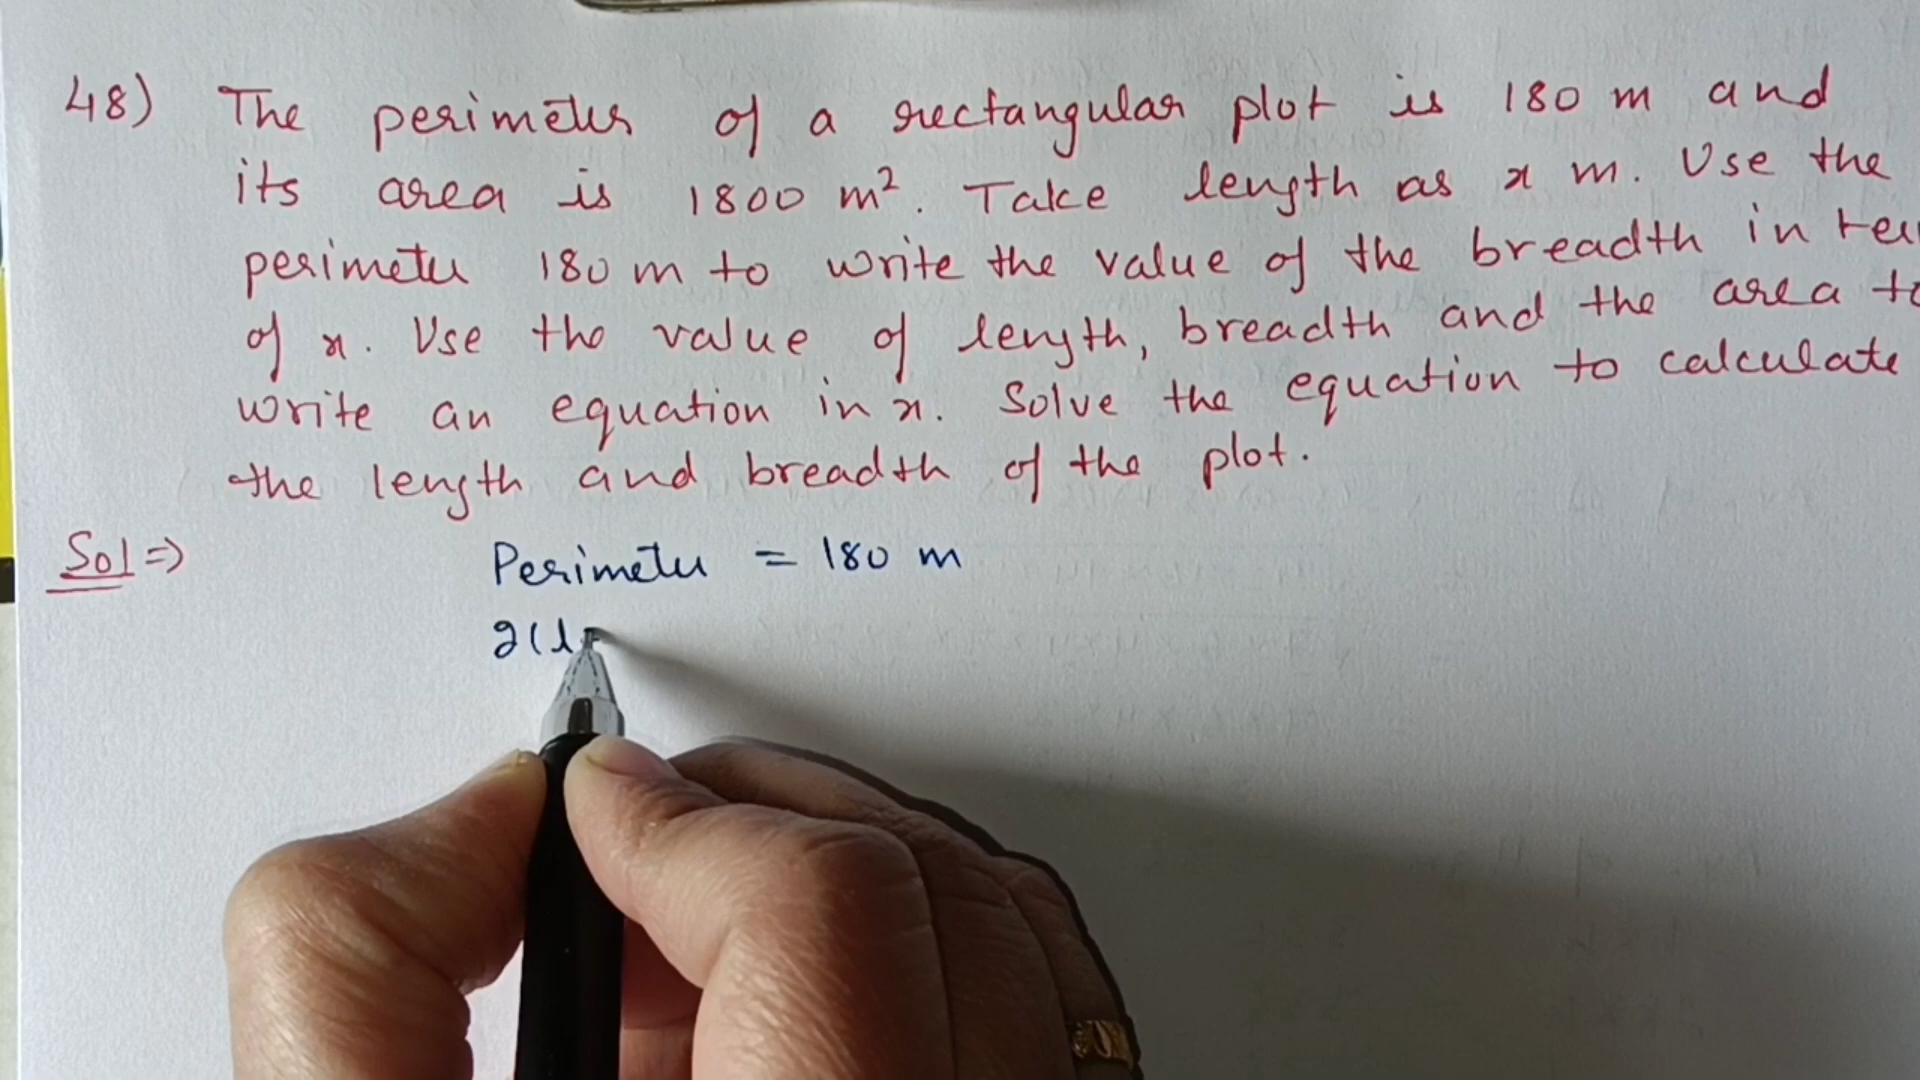 48) The perimeter of a rectangular plot is 180 m and
its area is 1800 m². Take length as x m. Use the
perimeter 180 m to write the value of the breadth in
of x. Use the value of length, breadth and the area to
write an equation in x. Solve the equation to calculate
the length and breadth of the plot.
Sol ⇒ Perimeter = 180 m
2(l+